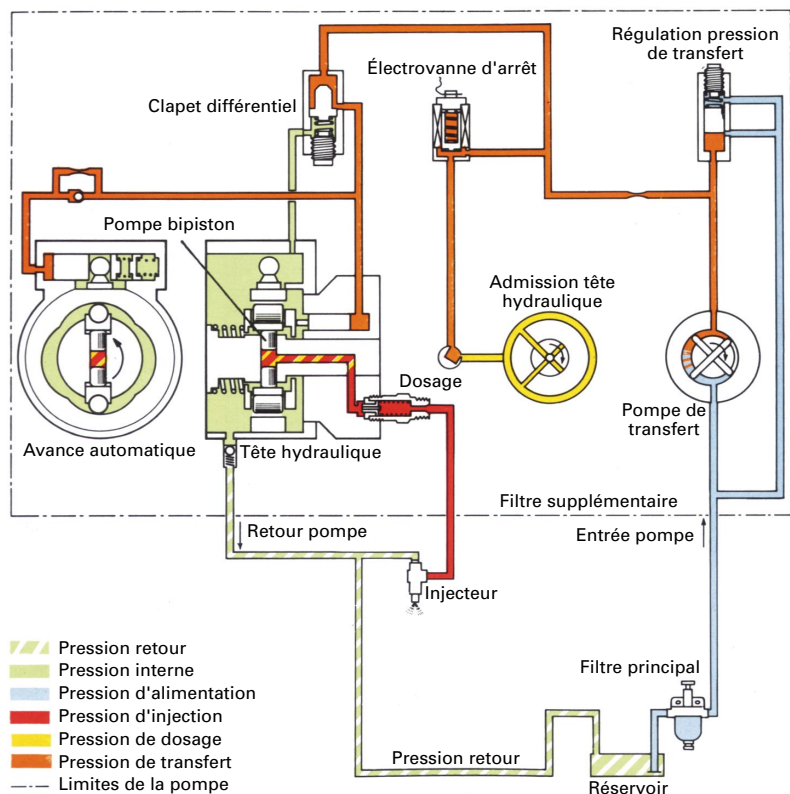 Régulation pression
de transfert
Électrovanne d'arrêt
Clapet différentiel
Pompe bipiston
Admission tête
hydraulique
Dosage
Pompe de
transfert
Avance automatique
Tête hydraulique
Filtre supplémentaire
Retour pompe
Entrée pompe
Injecteur
Pression retour
Pression interne
Pression d'alimentation
Pression d'injection
Pression de dosage
Pression de transfert
Limites de la pompe
Filtre principal
Pression retour
Réservoir